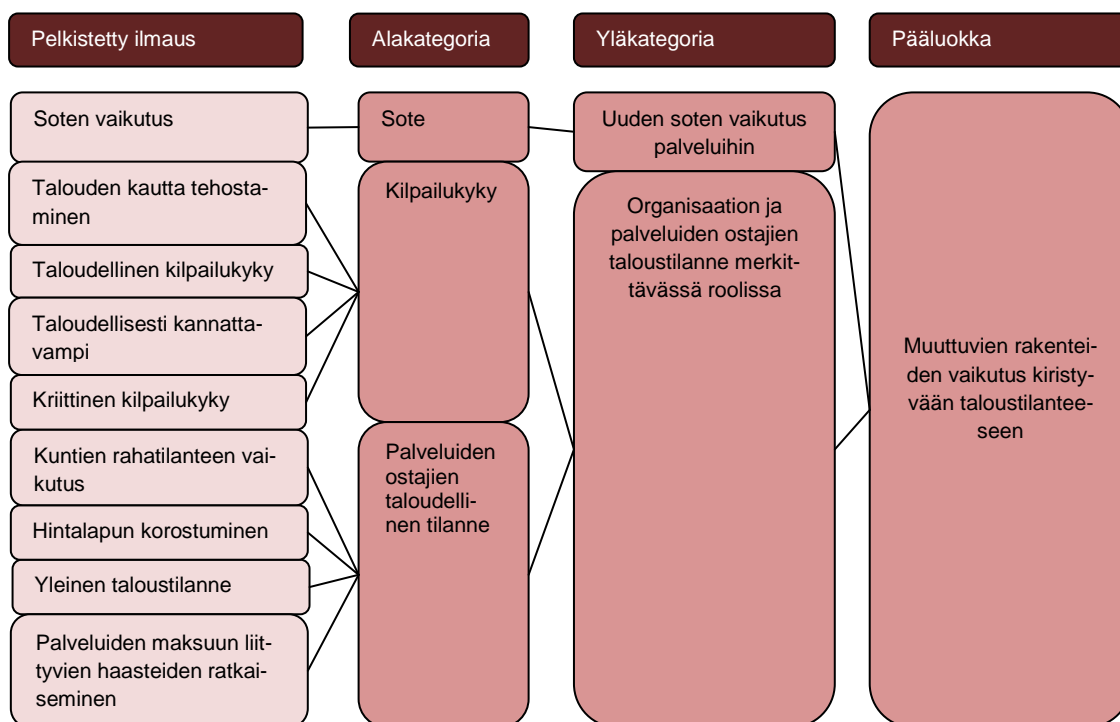 Pelkistetty ilmaus
Alakategoria
Yläkategoria
Pääluokka
Soten vaikutus
Talouden kautta tehosta-
minen
Taloudellinen kilpailukyky
Taloudellisesti kannatta-
vampi
Kriittinen kilpailukyky
Kuntien rahatilanteen vai-
kutus
Hintalapun korostuminen
Yleinen taloustilanne
Palveluiden maksuun liit-
tyvien haasteiden ratkai-
seminen
Sote
Kilpailukyky
Palveluiden
ostajien
taloudelli-
nen tilanne
Uuden soten vaikutus
palveluihin
Organisaation ja
palveluiden ostajien
taloustilanne merkit-
tävässä roolissa
Muuttuvien rakentei-
den vaikutus kiristy-
vään taloustilantee-
seen